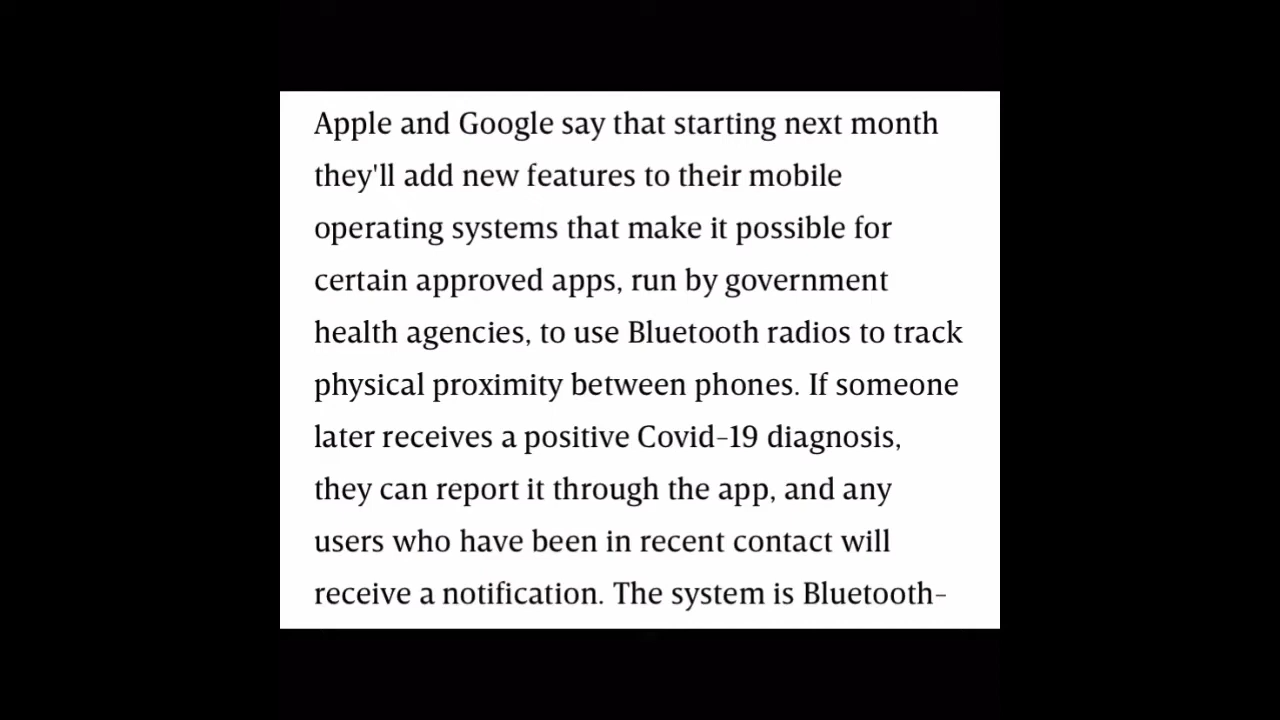 Apple and Google say that starting next month
they'll add new features to their mobile
operating systems that make it possible for
certain approved apps, run by government
health agencies, to use Bluetooth radios to track
physical proximity between phones. If someone
later receives a positive Covid-19 diagnosis,
they can report it through the app, and any
users who have been in recent contact will
receive a notification. The system is Bluetooth-